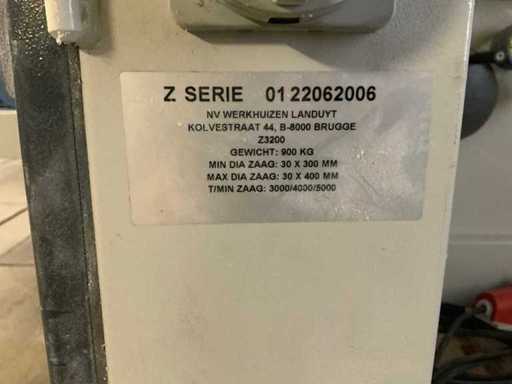 Z SERIE 01 22062006
NV WERKHUIZEN LANDUYT
KOLVESTRAAT 44, B-8000 BRUGGE
Z3200
GEWICHT: 900 KG
MIN DIA ZAAG: 30 X 300 MM
MAX DIA ZAAG: 30 X 400 MM
T/MIN ZAAG: 3000/4000/5000